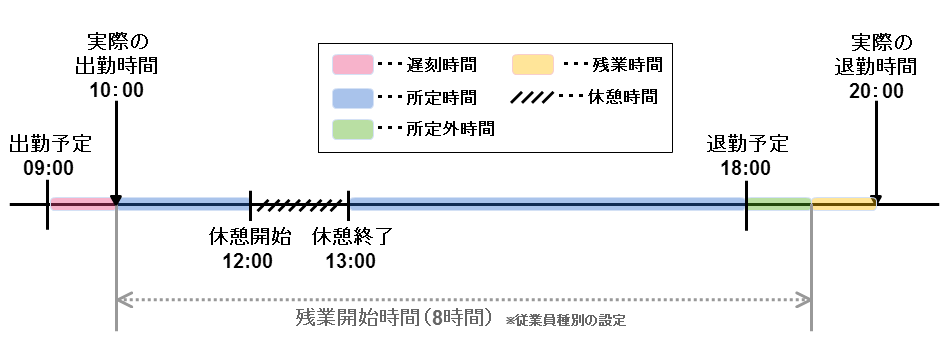 実際の
出勤時間
10:00
実際の
退勤時間
20:00
・・・遅刻時間
・・・残業時間
・・・所定時間
・・・休憩時間
・・・所定外時間
出勤予定
09:00
退勤予定
18:00
休憩開始
12:00
休憩終了
13:00
残業開始時間(8時間) ※従業員種別の設定